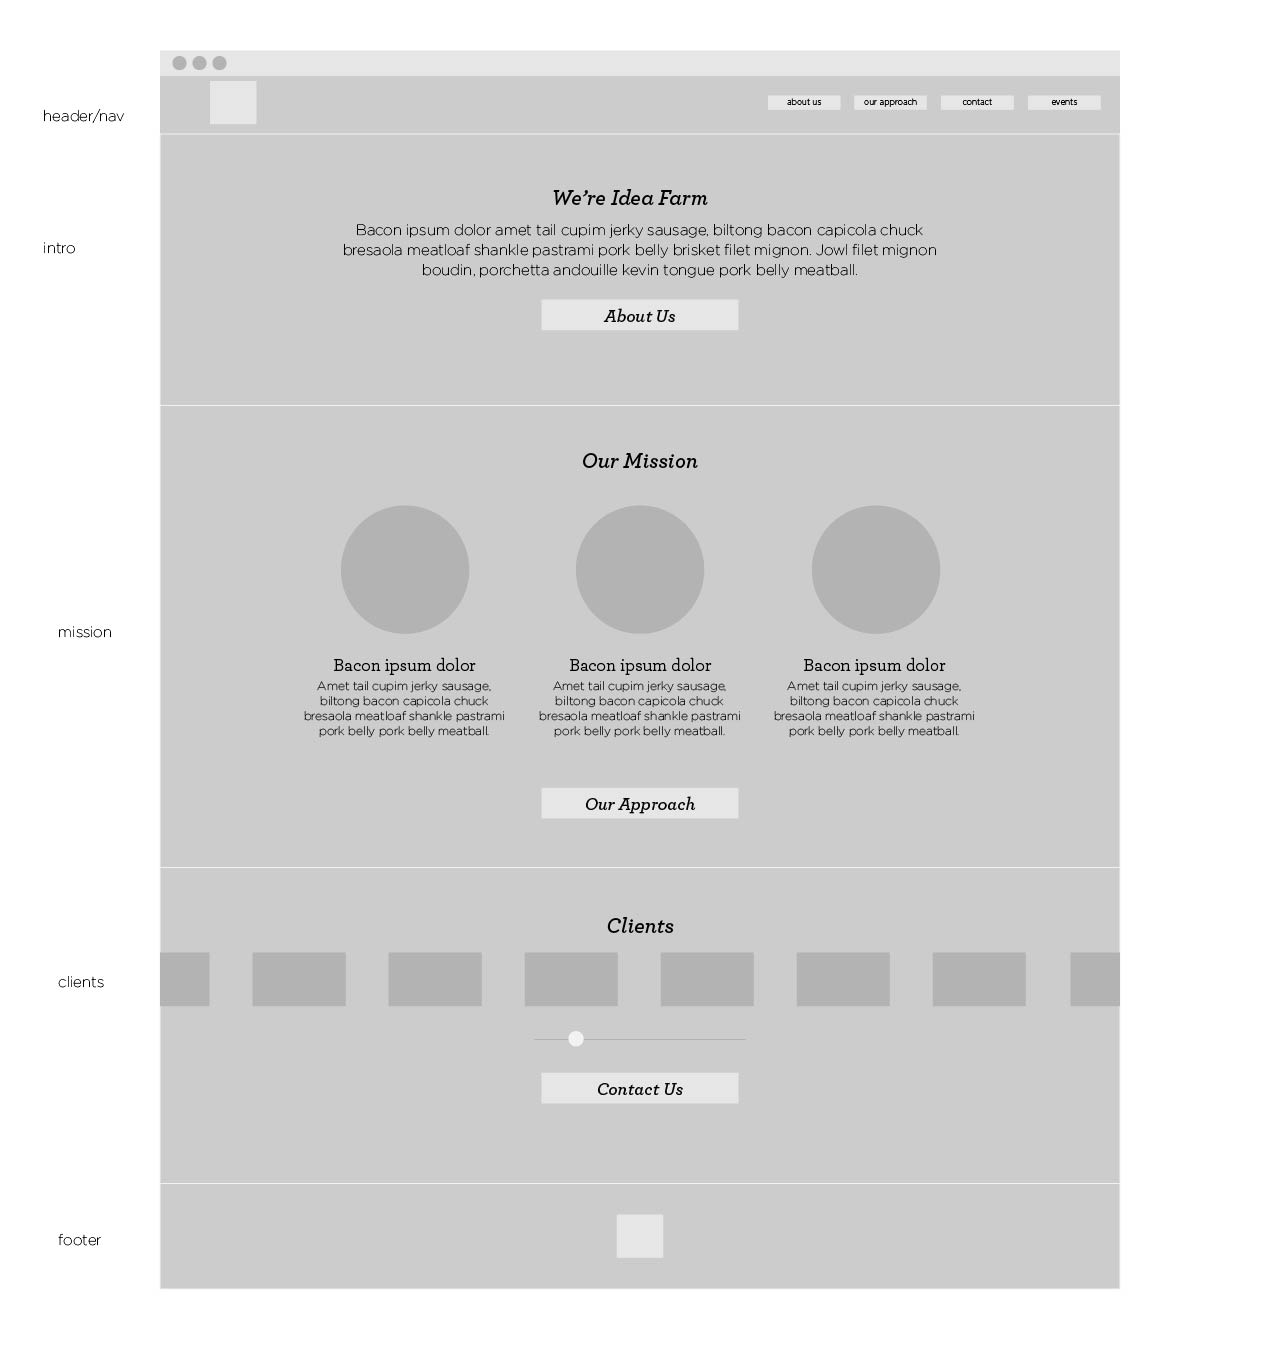 header/nav
about us
our approach
contact
events
intro
We’re Idea Farm
Bacon ipsum dolor amet tail cupim jerky sausage, biltong bacon capicola chuck
bresaola meatloaf shankle pastrami pork belly brisket filet mignon. Jowl filet mignon
boudin, porchetta andouille kevin tongue pork belly meatball.
About Us
mission
Our Mission
Bacon ipsum dolor
Amet tail cupim jerky sausage,
biltong bacon capicola chuck
bresaola meatloaf shankle pastrami
pork belly pork belly meatball.
Bacon ipsum dolor
Amet tail cupim jerky sausage,
biltong bacon capicola chuck
bresaola meatloaf shankle pastrami
pork belly pork belly meatball.
Bacon ipsum dolor
Amet tail cupim jerky sausage,
biltong bacon capicola chuck
bresaola meatloaf shankle pastrami
pork belly pork belly meatball.
Our Approach
clients
Clients
Contact Us
footer